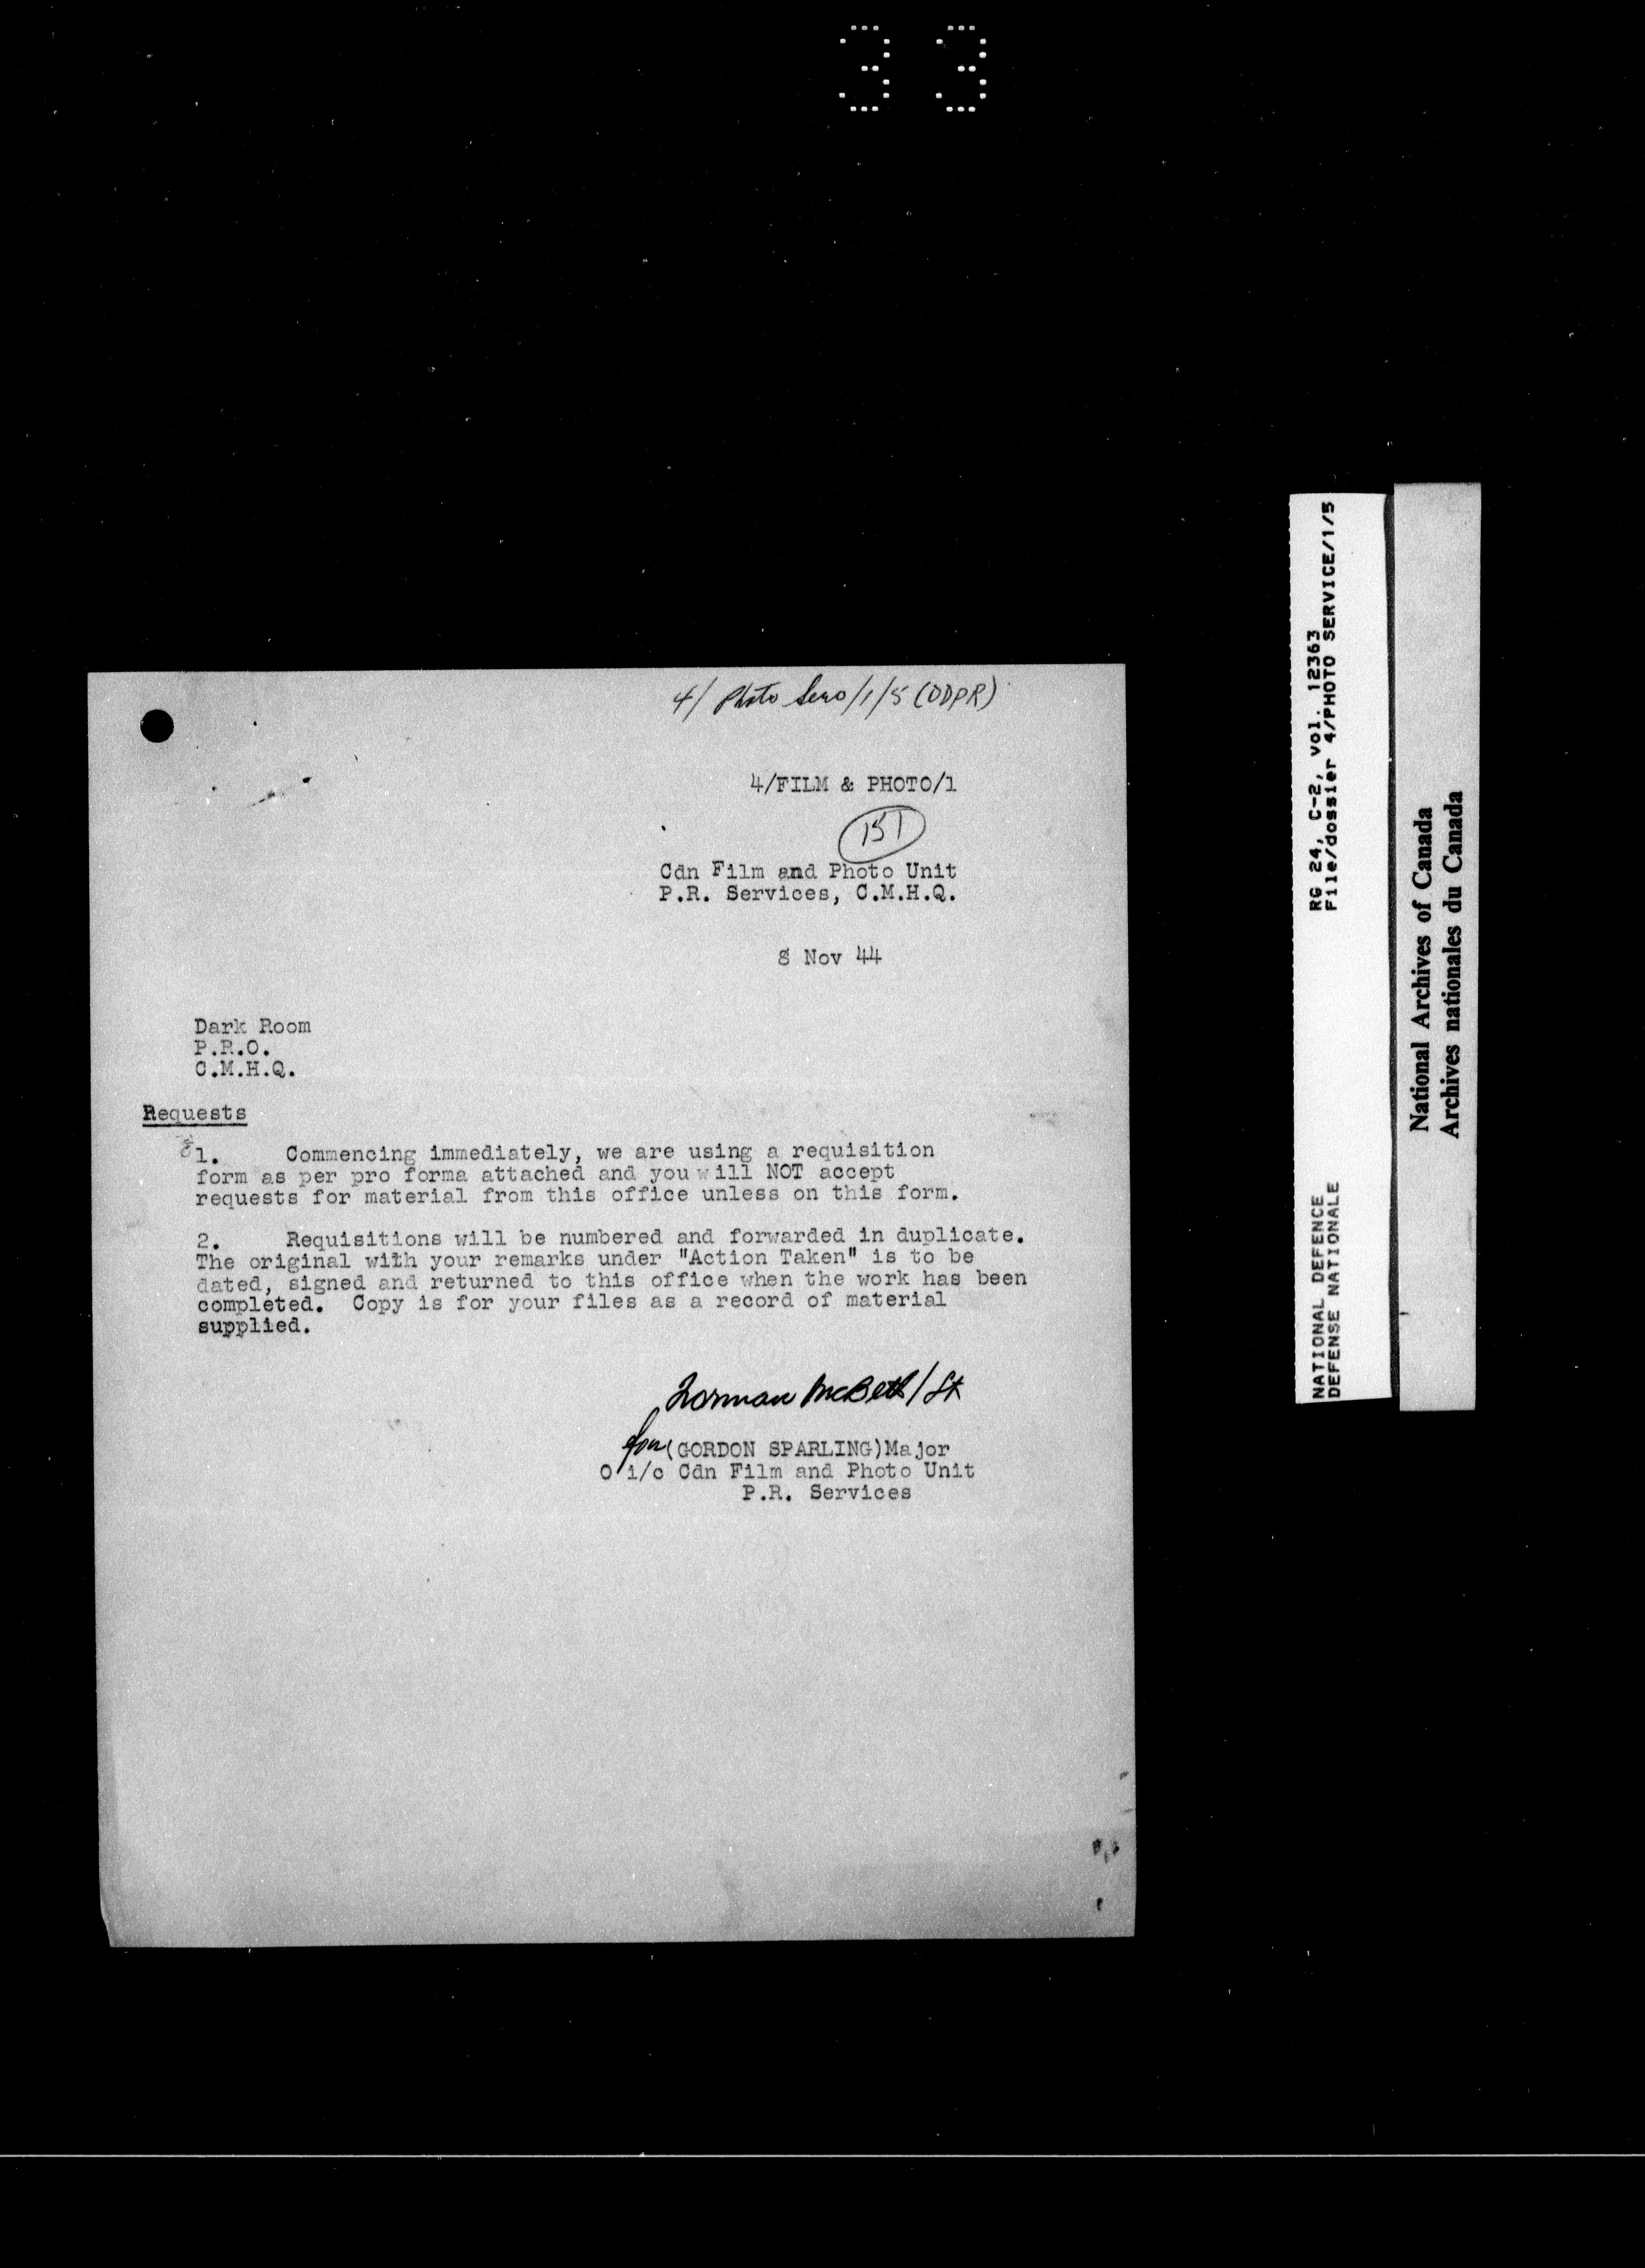 33
4/ Photo Serv/1/5 (DDPR)
4/FILM & PHOTO/1
151
Cdn Film and Photo Unit
P.R. Services, C.M.H.Q.
8 Nov 44
Dark Room
P.R.O.
C.M.H.Q.
Requests
1. Commencing immediately, we are using a requisition
form as per pro forma attached and you will NOT accept
requests for material from this office unless on this form.
2. Requisitions will be numbered and forwarded in duplicate.
The original with your remarks under "Action Taken" is to be
dated, signed and returned to this office when the work has been
completed. Copy is for your files as a record of material
supplied.
Norman McBeth/Lt
for (GORDON SPARLING)Major
O i/c Cdn Film and Photo Unit
P.R. Services
NATIONAL DEFENCE RG 24, C-2, vol. 12363
DEFENSE NATIONALE File/dossier 4/PHOTO SERVICE/1/5
National Archives of Canada
Archives nationales du Canada